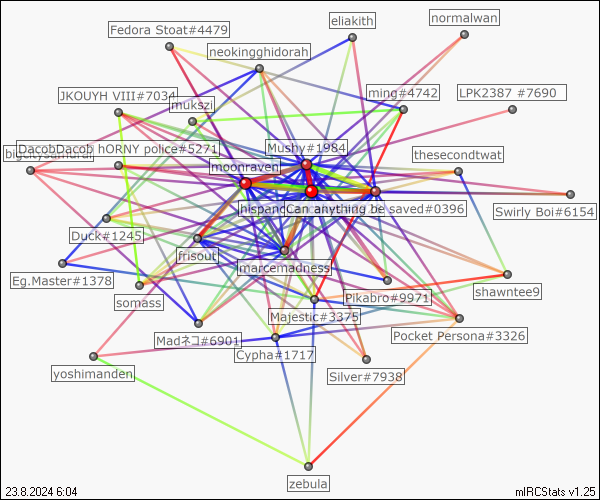 eliakith
normalwan
Fedora Stoat#4479
neokingghidorah
ming#4742
LPK2387 #7690
JKOUYH VIII#7034
mukszi
Mushy#1984
DacobDacob hORNY police#5271
thesecondtwat
moonraven
Can anything be saved#0396
Swirly Boi#6154
Duck#1245
frisout
marcemadness
Eg.Master#1378
somass
Pikabro#9971
shawntee9
Majestic#3375
Madネコ#6901
Cypha#1717
Pocket Persona#3326
yoshimanden
Silver#7938
zebula
23.8.2024 6:04
mIRCStats v1.25